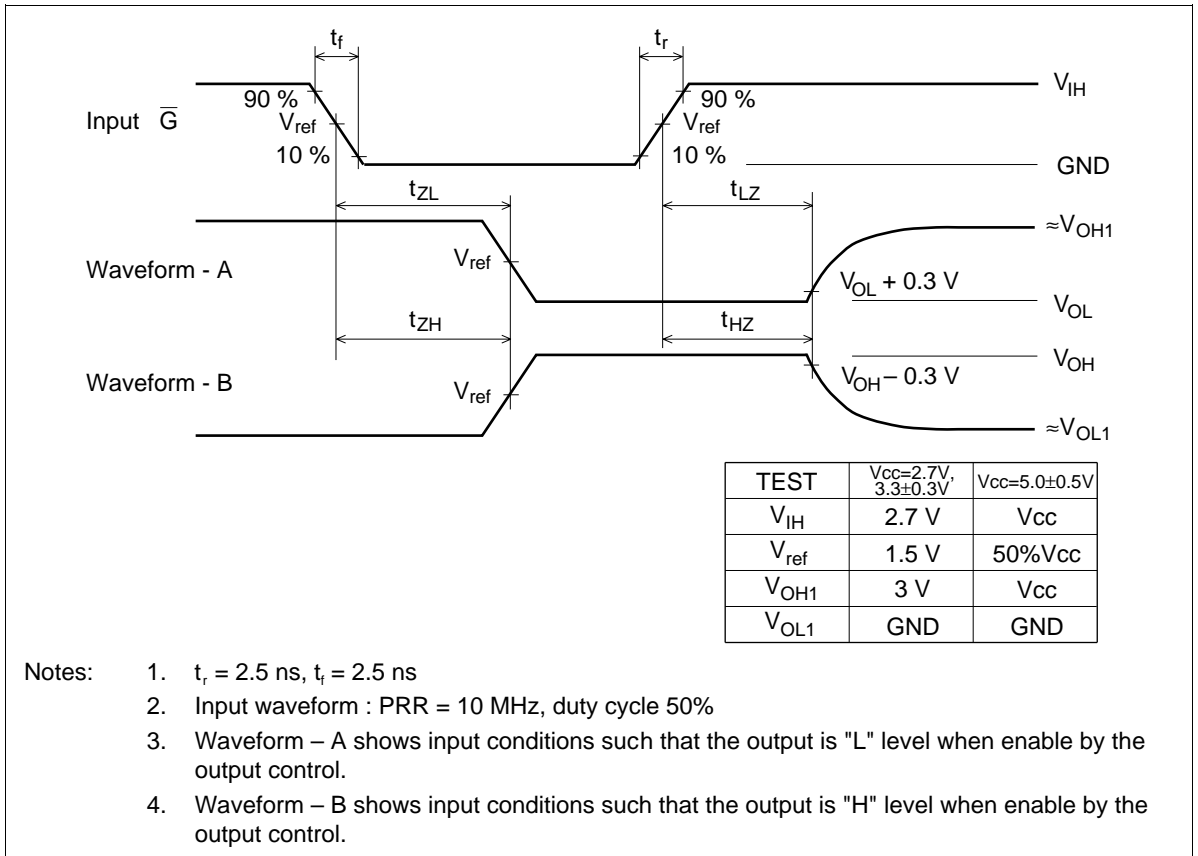 tf
tr
Input G̅
90 %
Vref
10 %
90 %
Vref
10 %
VIH
GND
tZL
tLZ
Waveform - A
Vref
VOL + 0.3 V
≈VOH1
VOL
tZH
tHZ
Waveform - B
Vref
VOH – 0.3 V
VOH
≈VOL1
TEST Vcc=2.7V, 3.3±0.3V Vcc=5.0±0.5V
VIH 2.7 V Vcc
Vref 1.5 V 50%Vcc
VOH1 3 V Vcc
VOL1 GND GND
Notes: 1. tr = 2.5 ns, tf = 2.5 ns
2. Input waveform : PRR = 10 MHz, duty cycle 50%
3. Waveform – A shows input conditions such that the output is "L" level when enable by the
output control.
4. Waveform – B shows input conditions such that the output is "H" level when enable by the
output control.